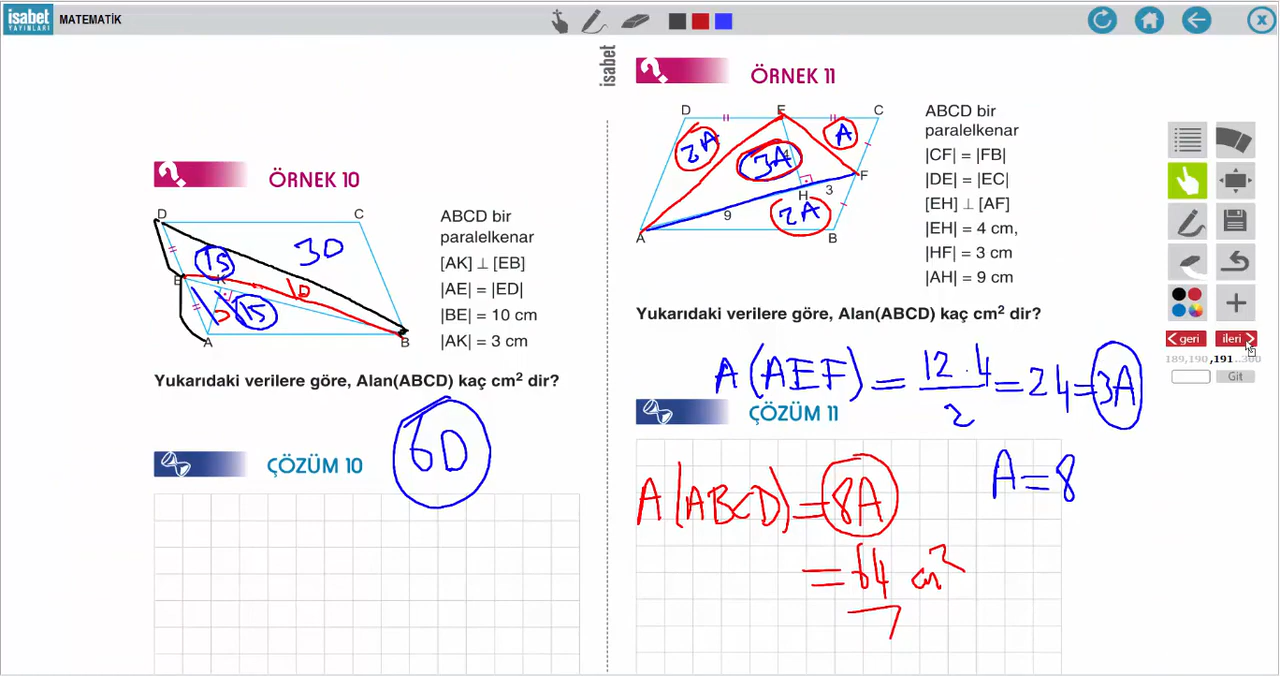 isabet
YAYINLARI
MATEMATİK
ÖRNEK 10
D
C
E
K
A
B
15
30
10
15
ABCD bir
paralelkenar
[AK] ⊥ [EB]
|AE| = |ED|
|BE| = 10 cm
|AK| = 3 cm
Yukarıdaki verilere göre, Alan(ABCD) kaç cm² dir?
60
ÇÖZÜM 10
isabet
ÖRNEK 11
D
E
C
2A
A
3A
F
H
3
9
2A
A
B
ABCD bir
paralelkenar
|CF| = |FB|
|DE| = |EC|
[EH] ⊥ [AF]
|EH| = 4 cm,
|HF| = 3 cm
|AH| = 9 cm
Yukarıdaki verilere göre, Alan(ABCD) kaç cm² dir?
A(AEF) = 12.4/2 = 24 = 3A
ÇÖZÜM 11
A = 8
A(ABCD) = 8A
= 64 cm²
geri
ileri
189,190,191..300
Git